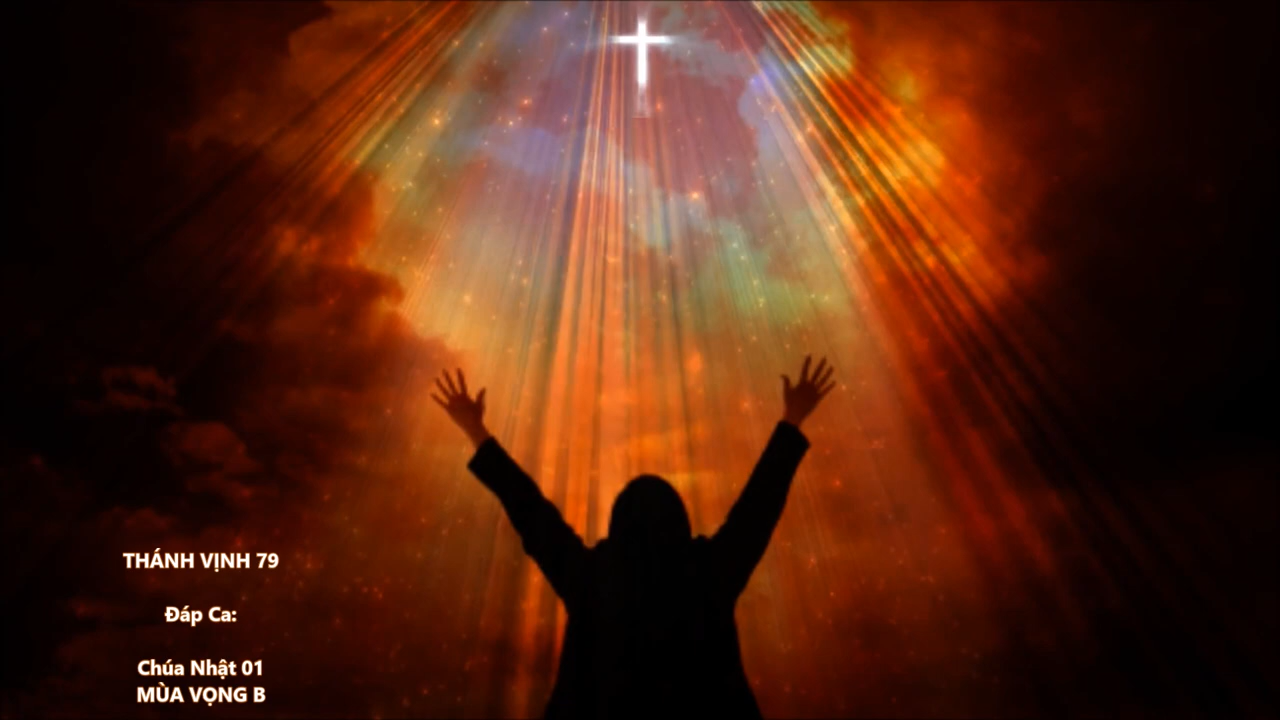 THÁNH VỊNH 79
Đáp Ca:
Chúa Nhật 01
MÙA VỌNG B